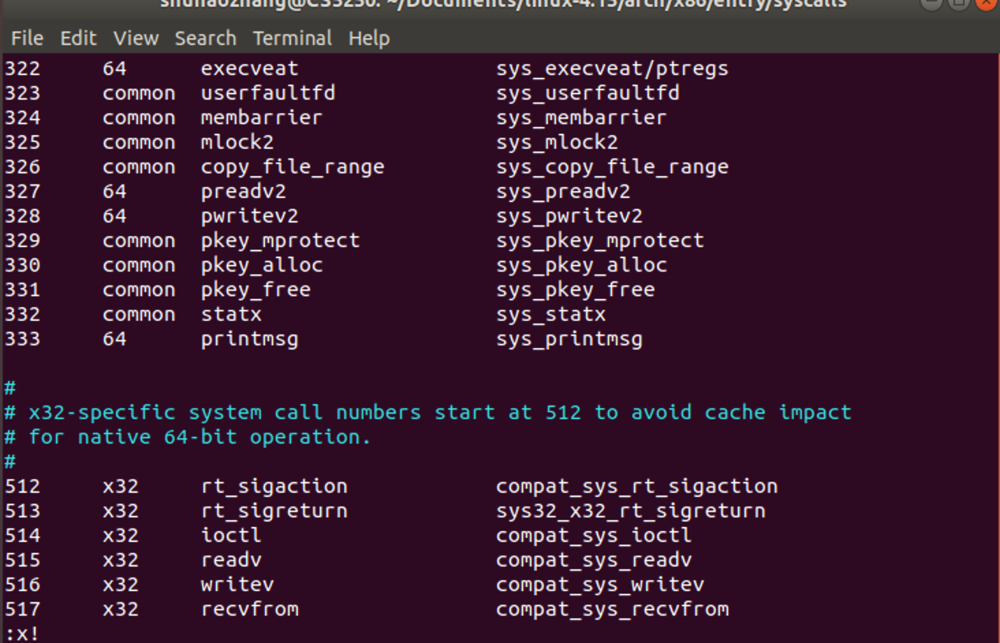 shuhaozhang@CS5250: ~/Documents/linux-4.15/arch/x86/entry/syscalls
File Edit View Search Terminal Help
322 64 execveat sys_execveat/ptregs
323 common userfaultfd sys_userfaultfd
324 common membarrier sys_membarrier
325 common mlock2 sys_mlock2
326 common copy_file_range sys_copy_file_range
327 64 preadv2 sys_preadv2
328 64 pwritev2 sys_pwritev2
329 common pkey_mprotect sys_pkey_mprotect
330 common pkey_alloc sys_pkey_alloc
331 common pkey_free sys_pkey_free
332 common statx sys_statx
333 64 printmsg sys_printmsg
#
# x32-specific system call numbers start at 512 to avoid cache impact
# for native 64-bit operation.
#
512 x32 rt_sigaction compat_sys_rt_sigaction
513 x32 rt_sigreturn sys32_x32_rt_sigreturn
514 x32 ioctl compat_sys_ioctl
515 x32 readv compat_sys_readv
516 x32 writev compat_sys_writev
517 x32 recvfrom compat_sys_recvfrom
:x!